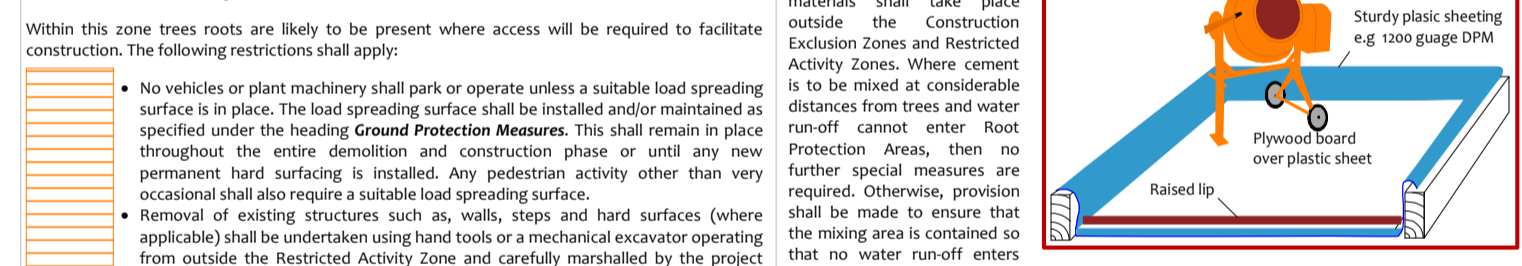 Within this zone trees roots are likely to be present where access will be required to facilitate
construction. The following restrictions shall apply:
• No vehicles or plant machinery shall park or operate unless a suitable load spreading
surface is in place. The load spreading surface shall be installed and/or maintained as
specified under the heading Ground Protection Measures. This shall remain in place
throughout the entire demolition and construction phase or until any new
permanent hard surfacing is installed. Any pedestrian activity other than very
occasional shall also require a suitable load spreading surface.
• Removal of existing structures such as, walls, steps and hard surfaces (where
applicable) shall be undertaken using hand tools or a mechanical excavator operating
from outside the Restricted Activity Zone and carefully marshalled by the project
materials shall take place
outside the Construction
Exclusion Zones and Restricted
Activity Zones. Where cement
is to be mixed at considerable
distances from trees and water
run-off cannot enter Root
Protection Areas, then no
further special measures are
required. Otherwise, provision
shall be made to ensure that
the mixing area is contained so
that no water run-off enters
Sturdy plasic sheeting
e.g 1200 guage DPM
Plywood board
over plastic sheet
Raised lip